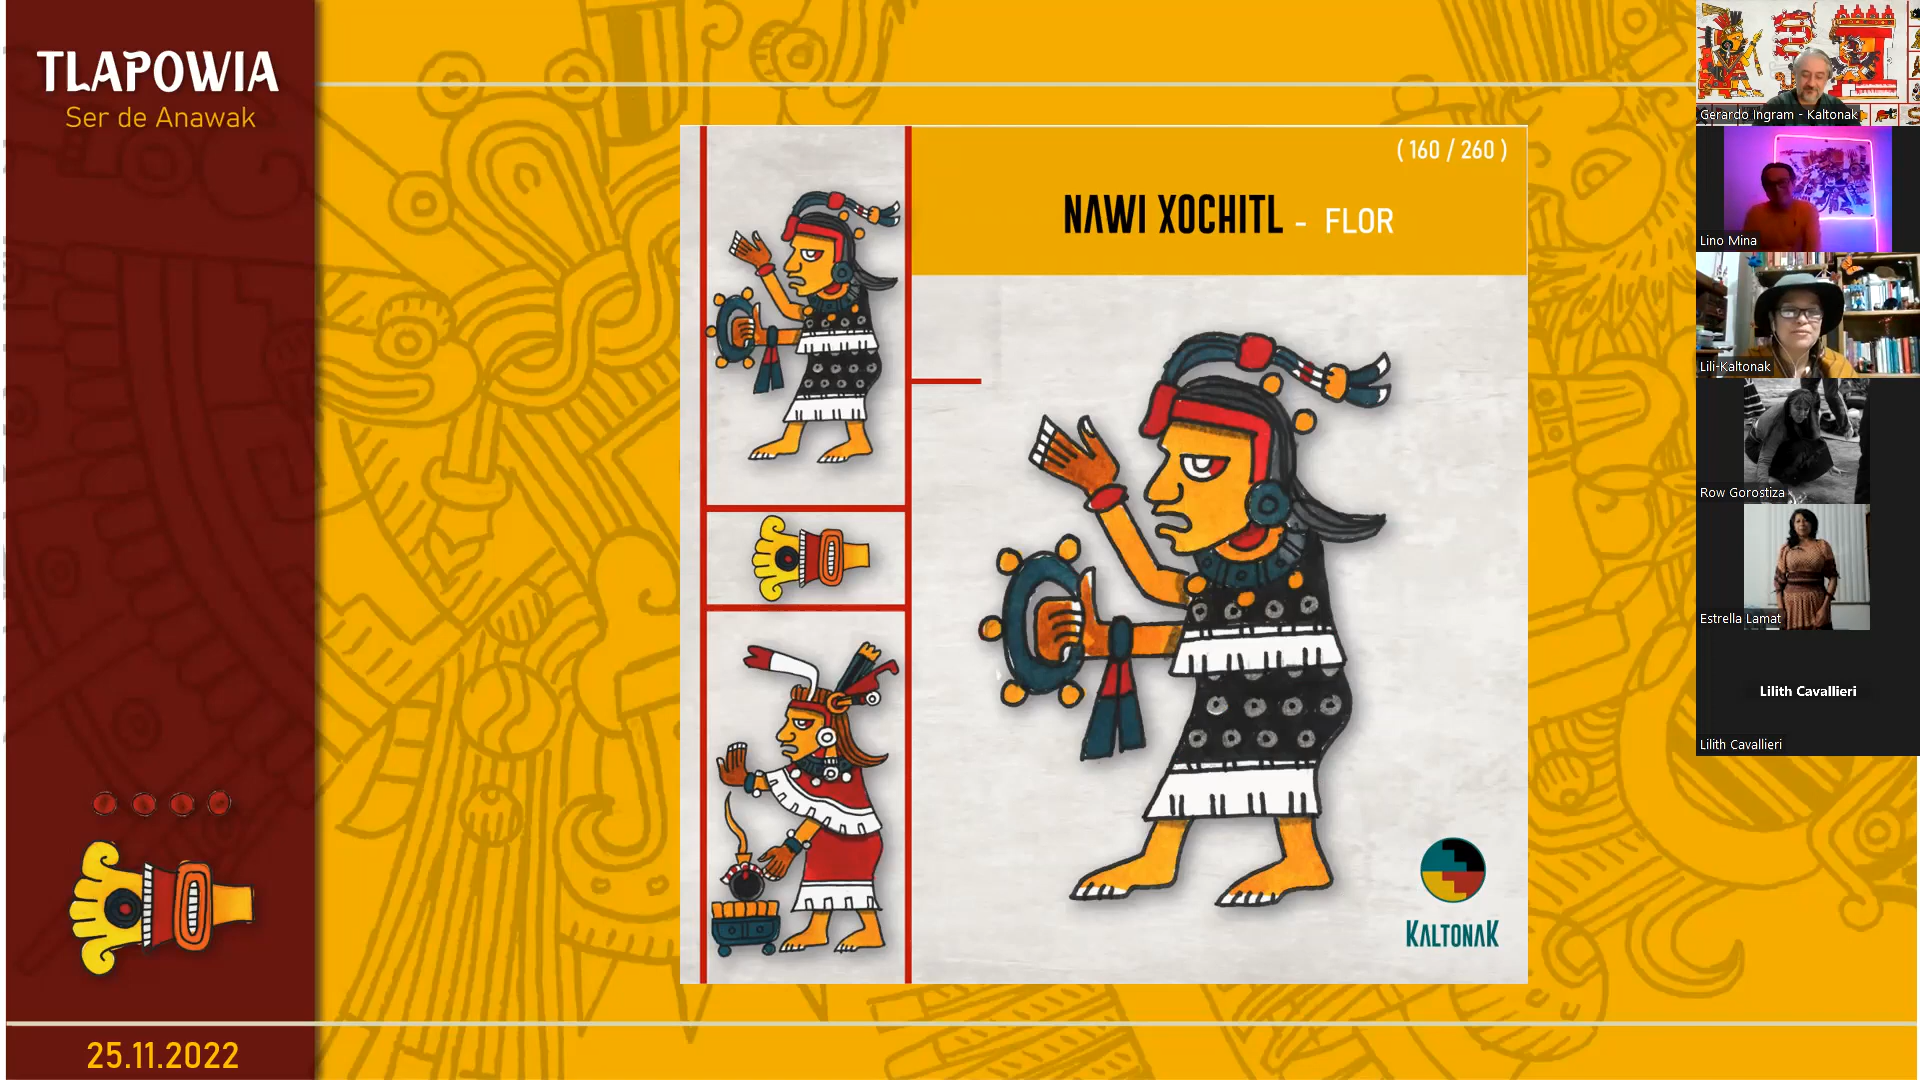 TLAPOWIA
Ser de Anawak
( 160 / 260 )
NAWI XOCHITL - FLOR
KALTONAK
25.11.2022
Gerardo Ingram - Kaltonak
Lino Mina
Lili-Kaltonak
Row Gorostiza
Estrella Lamat
Lilith Cavallieri
Lilith Cavallieri